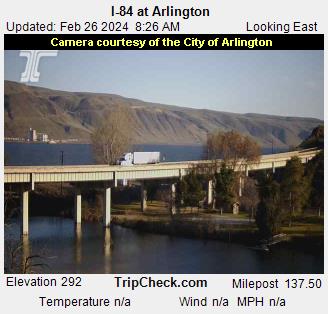 I-84 at Arlington
Updated: Feb 26 2024 8:26 AM Looking East
Camera courtesy of the City of Arlington
Elevation 292 TripCheck.com Milepost 137.50
Temperature n/a Wind n/a MPH n/a